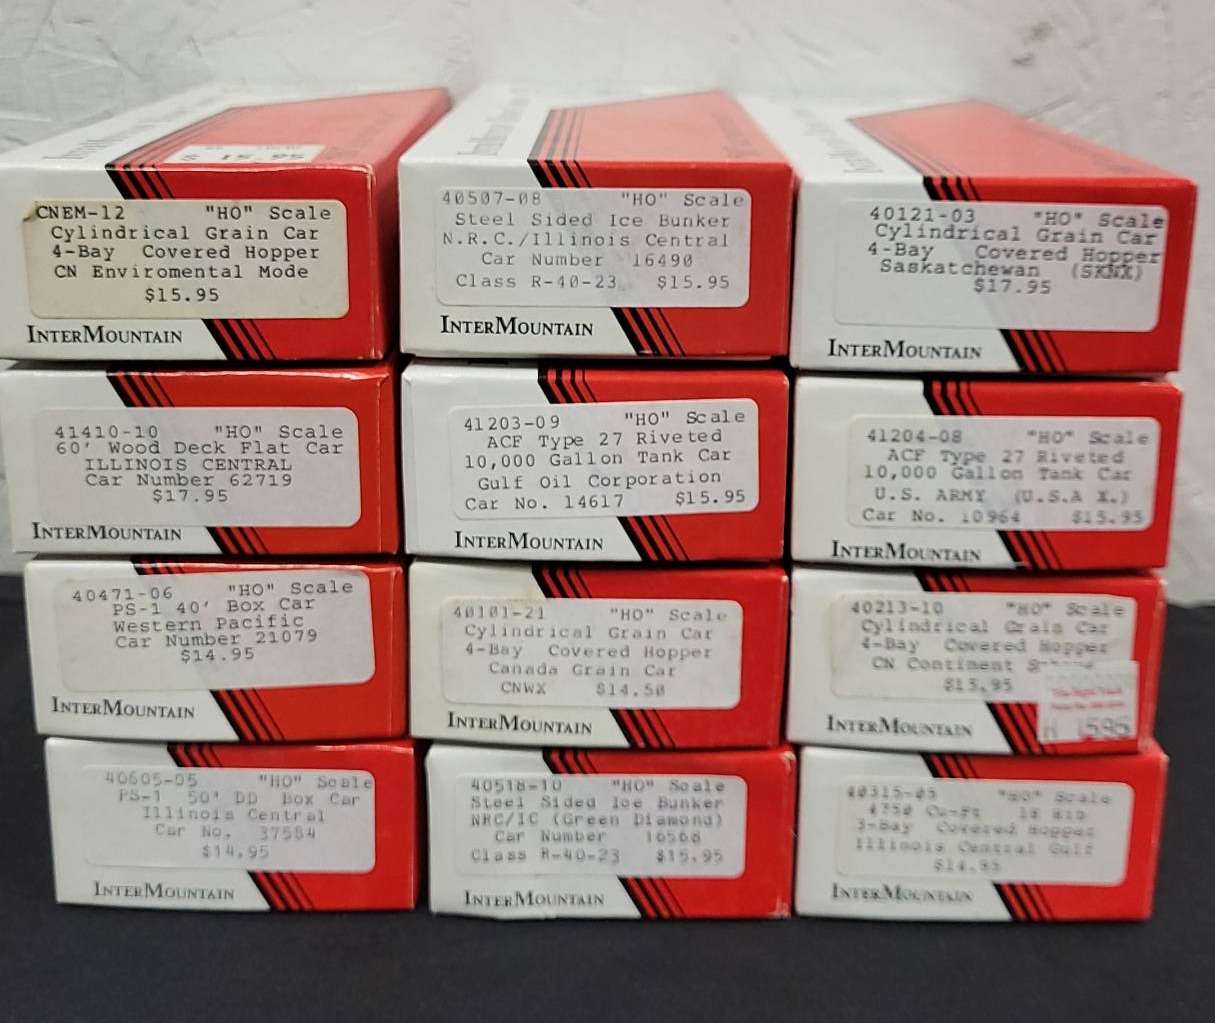 CNEM-12 "HO" Scale
Cylindrical Grain Car
4-Bay Covered Hopper
CN Enviromental Mode
$15.95
INTERMOUNTAIN
40507-08 "HO" Scale
Steel Sided Ice Bunker
N.R.C./Illinois Central
Car Number 16490
Class R-40-23 $15.95
INTERMOUNTAIN
40121-03 "HO" Scale
Cylindrical Grain Car
4-Bay Covered Hopper
Saskatchewan (SKNX)
$17.95
INTERMOUNTAIN
41410-10 "HO" Scale
60' Wood Deck Flat Car
ILLINOIS CENTRAL
Car Number 62719
$17.95
INTERMOUNTAIN
41203-09 "HO" Scale
ACF Type 27 Riveted
10,000 Gallon Tank Car
Gulf Oil Corporation
Car No. 14617 $15.95
INTERMOUNTAIN
41204-08 "HO" Scale
ACF Type 27 Riveted
10,000 Gallon Tank Car
U.S. ARMY (U.S.A X.)
Car No. 10964 $15.95
INTERMOUNTAIN
40471-06 "HO" Scale
PS-1 40' Box Car
Western Pacific
Car Number 21079
$14.95
INTERMOUNTAIN
40101-21 "HO" Scale
Cylindrical Grain Car
4-Bay Covered Hopper
Canada Grain Car
CNWX $14.50
INTERMOUNTAIN
40213-10 "HO" Scale
Cylindrical Grain Car
4-Bay Covered Hopper
CN Continent
$15.95
H 1595
INTERMOUNTAIN
40605-05 "HO" Scale
PS-1 50' DD Box Car
Illinois Central
Car No. 37584
$14.95
INTERMOUNTAIN
40518-10 "HO" Scale
Steel Sided Ice Bunker
NRC/IC (Green Diamond)
Car Number 16568
Class R-40-23 $15.95
INTERMOUNTAIN
40315-05 "HO" Scale
4750 Cu-Ft 18 Rib
3-Bay Covered Hopper
Illinois Central Gulf
$14.95
INTERMOUNTAIN